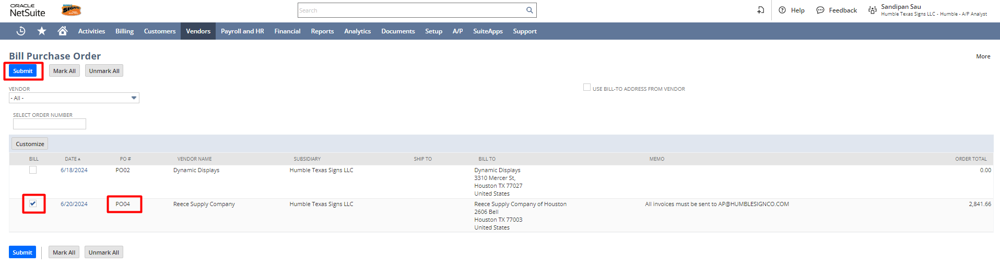 ORACLE
NetSuite
SIGNS
Search
Help
Feedback
Sandipan Sau
Humble Texas Signs LLC - Humble - A/P Analyst
Activities Billing Customers Vendors Payroll and HR Financial Reports Analytics Documents Setup A/P SuiteApps Support
Bill Purchase Order
More
Submit Mark All Unmark All
VENDOR
- All -
USE BILL-TO ADDRESS FROM VENDOR
SELECT ORDER NUMBER
Customize
BILL DATE PO # VENDOR NAME SUBSIDIARY SHIP TO BILL TO MEMO ORDER TOTAL
6/18/2024 PO02 Dynamic Displays Humble Texas Signs LLC Dynamic Displays 0.00
3310 Mercer St,
Houston TX 77027
United States
6/20/2024 PO04 Reece Supply Company Humble Texas Signs LLC Reece Supply Company of Houston All invoices must be sent to AP@HUMBLESIGNCO.COM 2,841.66
2606 Bell
Houston TX 77003
United States
Submit Mark All Unmark All